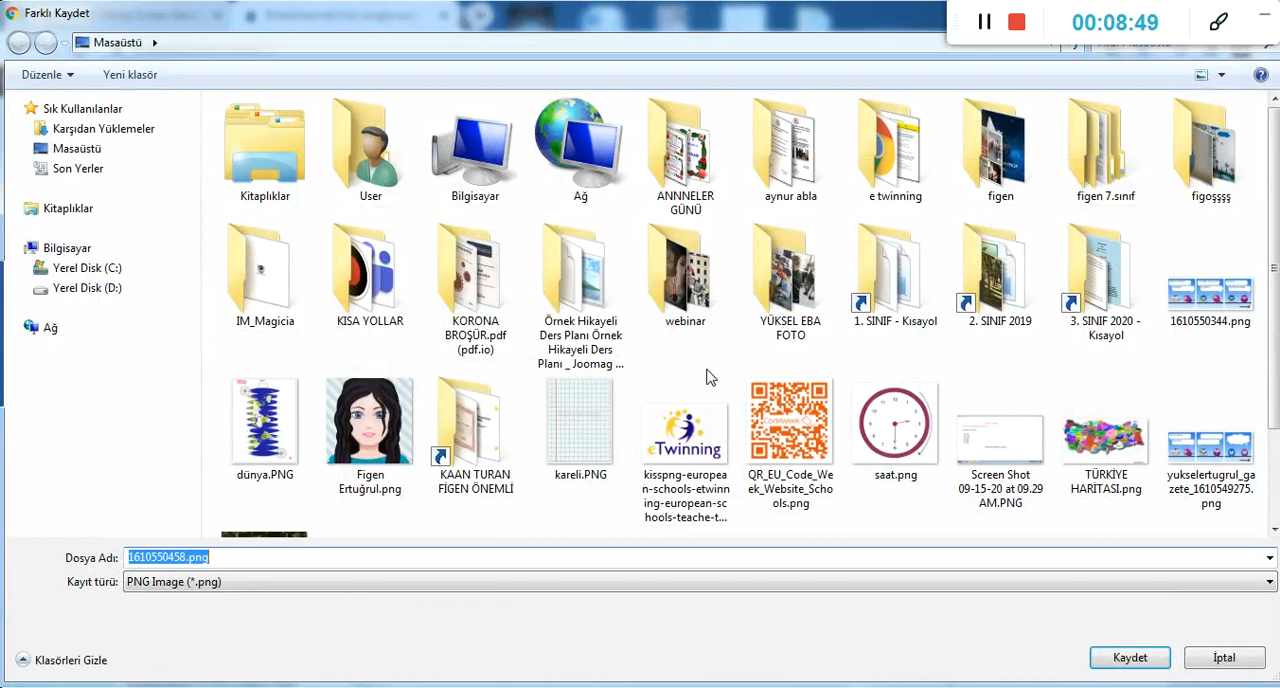 Farklı Kaydet
00:08:49
Masaüstü
Düzenle
Yeni klasör
Sık Kullanılanlar
Karşıdan Yüklemeler
Masaüstü
Son Yerler
Kitaplıklar
Bilgisayar
Yerel Disk (C:)
Yerel Disk (D:)
Ağ
Kitaplıklar
User
Bilgisayar
Ağ
ANNNELER
GÜNÜ
aynur abla
e twinning
figen
figen 7.sınıf
figoşşşş
IM_Magicia
KISA YOLLAR
KORONA
BROŞÜR.pdf
(pdf.io)
Örnek Hikayeli
Ders Planı Örnek
Hikayeli Ders
Planı _ Joomag ...
webinar
YÜKSEL EBA
FOTO
1. SINIF - Kısayol
2. SINIF 2019
3. SINIF 2020 -
Kısayol
1610550344.png
dünya.PNG
Figen
Ertuğrul.png
KAAN TURAN
FİGEN ÖNEMLİ
kareli.PNG
eTwinning
kisspng-europea
n-schools-etwinn
ing-european-sc
hools-teache-t...
CodeWeek
QR_EU_Code_We
ek_Website_Scho
ols.png
saat.png
Screen Shot
09-15-20 at 09.29
AM.PNG
TÜRKİYE
HARİTASI.png
yukselertugrul_ga
zete_1610549275.
png
Dosya Adı:
1610550458.png
Kayıt türü:
PNG Image (*.png)
Klasörleri Gizle
Kaydet
İptal